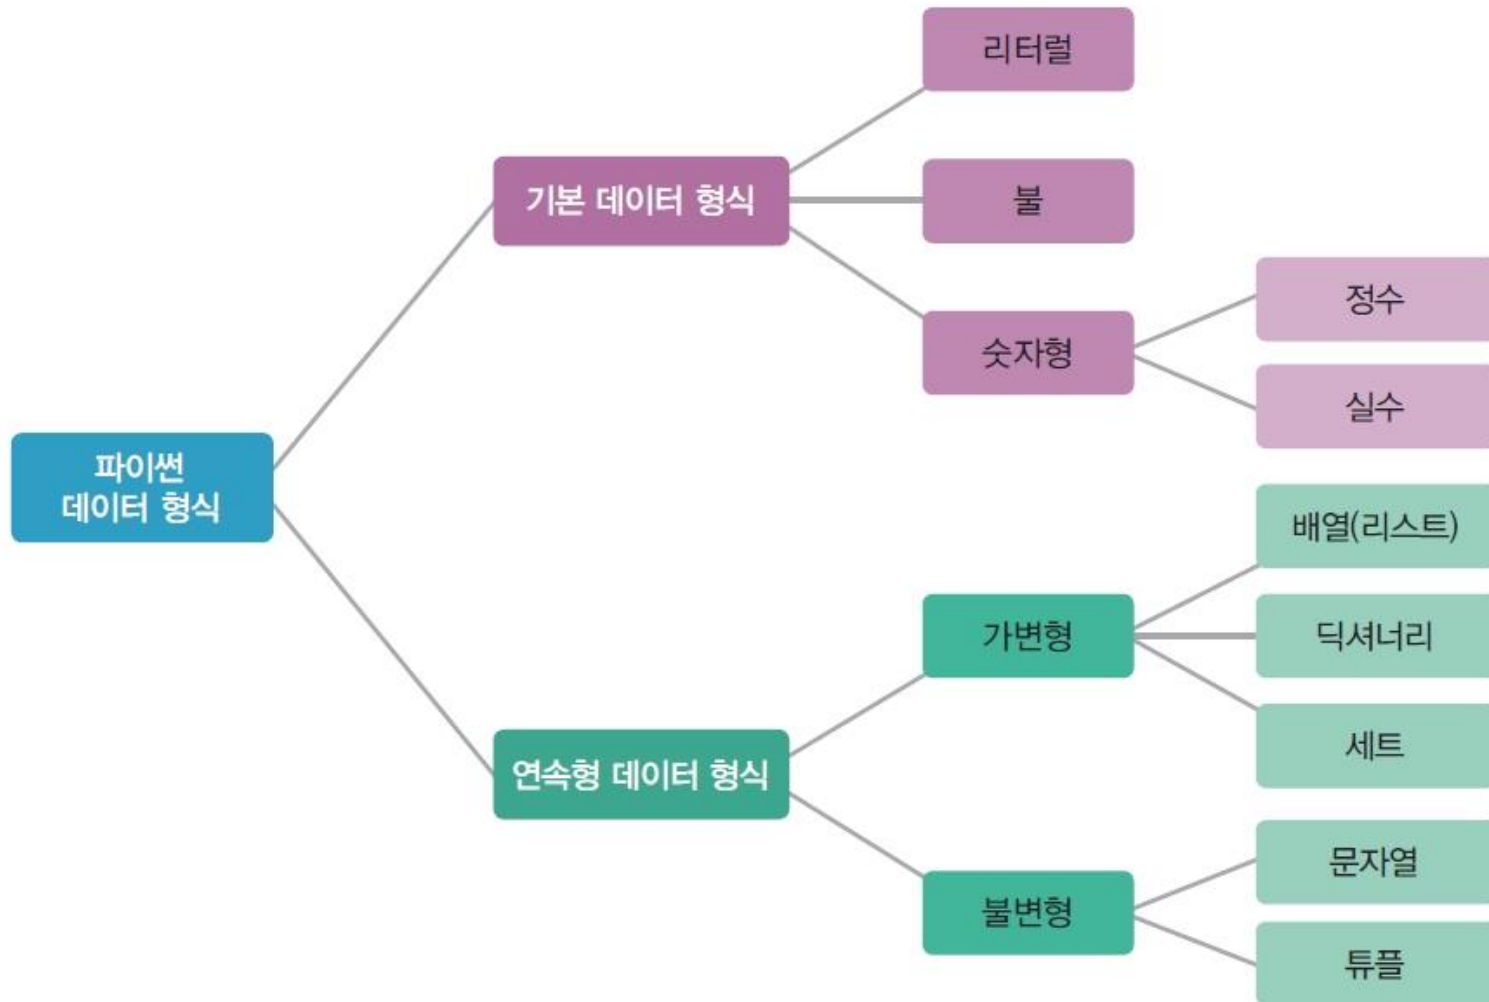 리터럴
기본 데이터 형식
불
숫자형
정수
실수
파이썬
데이터 형식
배열(리스트)
가변형
딕셔너리
세트
연속형 데이터 형식
불변형
문자열
튜플